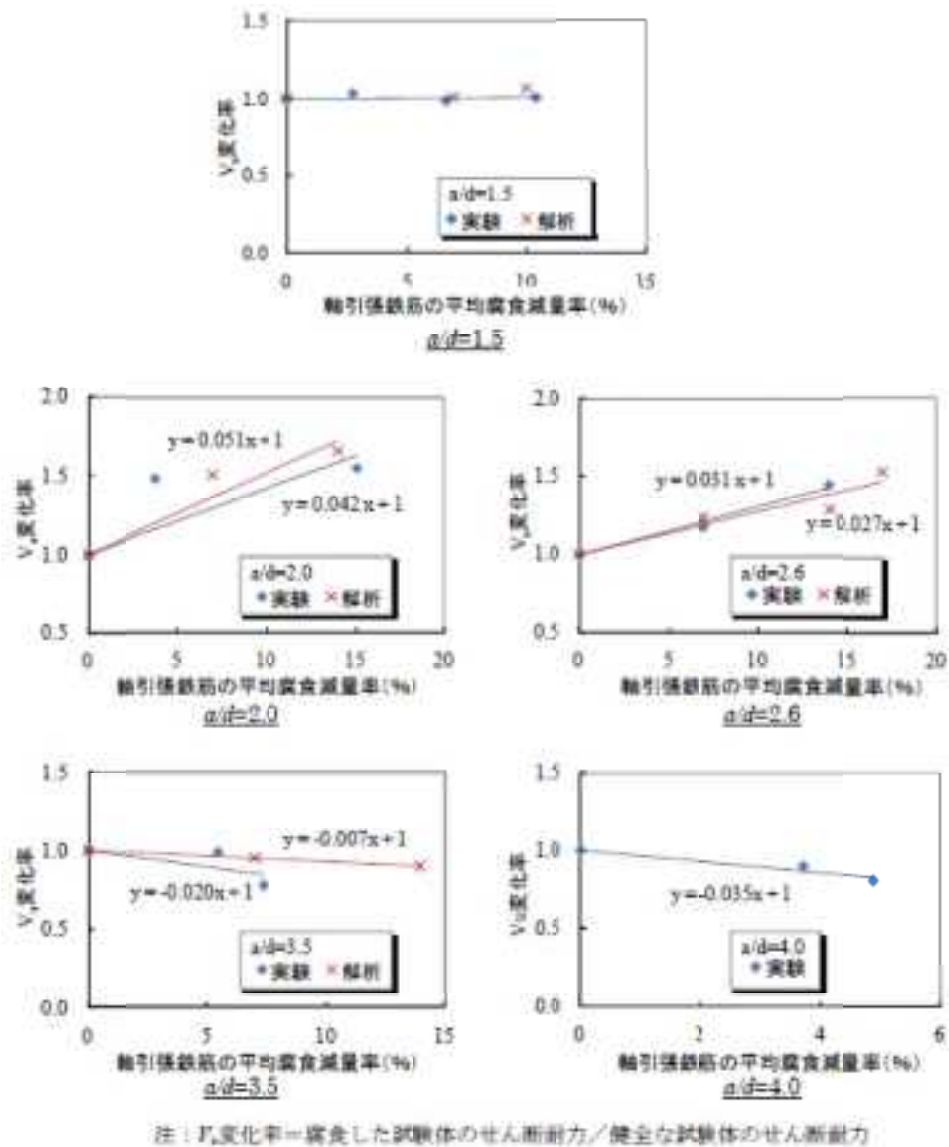 1.5
1.0
0.5
0.0
Vu変化率
a/d=1.5
実験 解析
0 5 10 15
軸引張鉄筋の平均腐食減量率(%)
a/d=1.5
2.0
1.5
1.0
0.5
Vu変化率
y=0.051x+1
y=0.042x+1
a/d=2.0
実験 解析
0 5 10 15 20
軸引張鉄筋の平均腐食減量率(%)
a/d=2.0
2.0
1.5
1.0
0.5
Vu変化率
y=0.031x+1
y=0.027x+1
a/d=2.6
実験 解析
0 5 10 15 20
軸引張鉄筋の平均腐食減量率(%)
a/d=2.6
1.5
1.0
0.5
0.0
Vu変化率
y=-0.007x+1
y=-0.020x+1
a/d=3.5
実験 解析
0 5 10 15
軸引張鉄筋の平均腐食減量率(%)
a/d=3.5
1.5
1.0
0.5
0.0
Vu変化率
y=-0.035x+1
a/d=4.0
実験
0 2 4 6
軸引張鉄筋の平均腐食減量率(%)
a/d=4.0
注:Vu変化率=腐食した試験体のせん断耐力/健全な試験体のせん断耐力